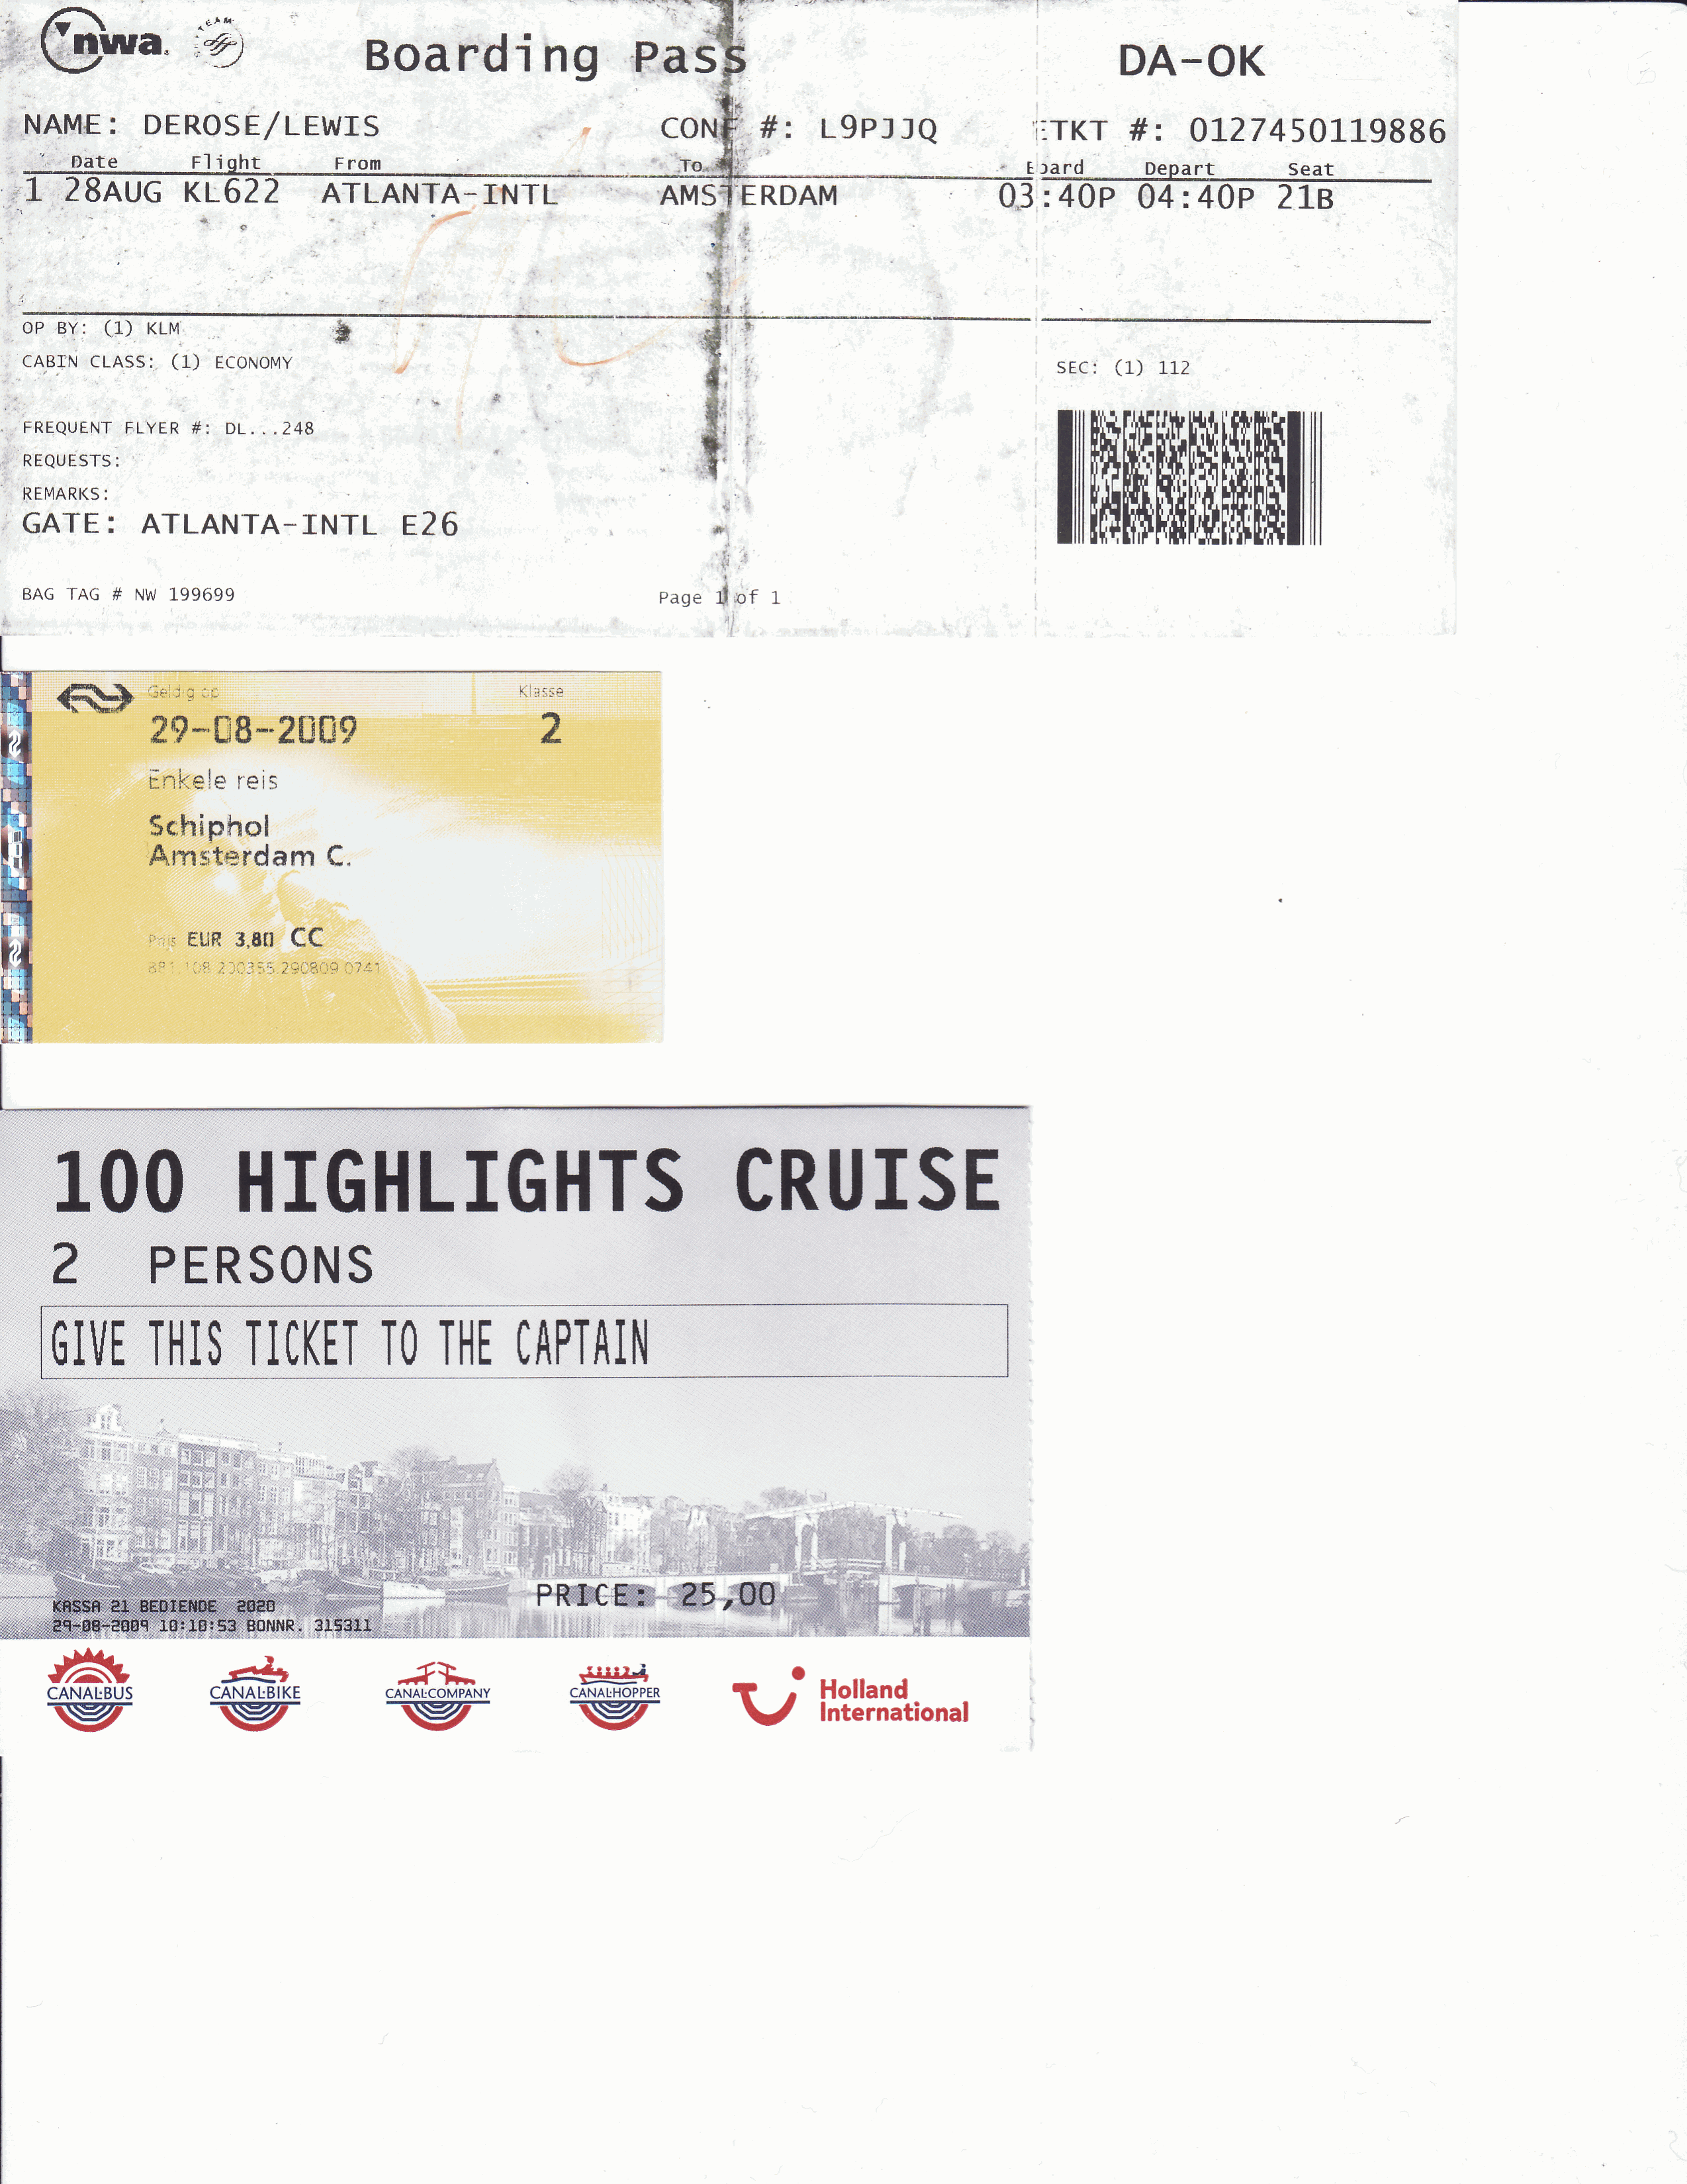 nwa.
TEAM
Boarding Pass
DA-OK
NAME: DEROSE/LEWIS CONF #: L9PJJQ ETKT #: 0127450119886
Date Flight From To Board Depart Seat
1 28AUG KL622 ATLANTA-INTL AMSTERDAM 03:40P 04:40P 21B
OP BY: (1) KLM
CABIN CLASS: (1) ECONOMY
SEC: (1) 112
FREQUENT FLYER #: DL...248
REQUESTS:
REMARKS:
GATE: ATLANTA-INTL E26
BAG TAG # NW 199699
Page 1 of 1
Geldig op Klasse
29-08-2009 2
Enkele reis
Schiphol
Amsterdam C.
Prijs EUR 3,80 CC
881.108 200355 290809 0741
100 HIGHLIGHTS CRUISE
2 PERSONS
GIVE THIS TICKET TO THE CAPTAIN
PRICE: 25,00
KASSA 21 BEDIENDE 2020
29-08-2009 10:10:53 BONNR. 315311
CANAL·BUS
CANAL·BIKE
CANAL·COMPANY
CANAL·HOPPER
Holland
International